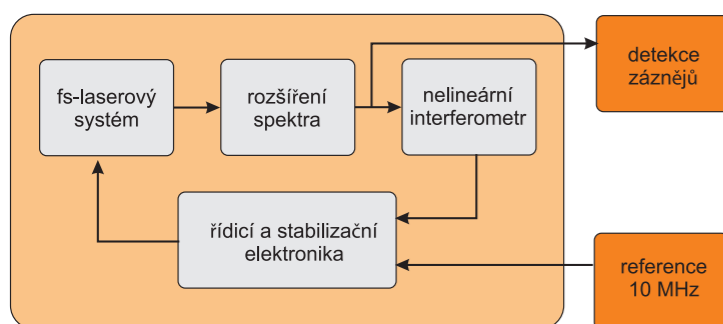 fs-laserový
systém
rozšíření
spektra
nelineární
interferometr
detekce
záznějů
řídicí a stabilizační
elektronika
reference
10 MHz